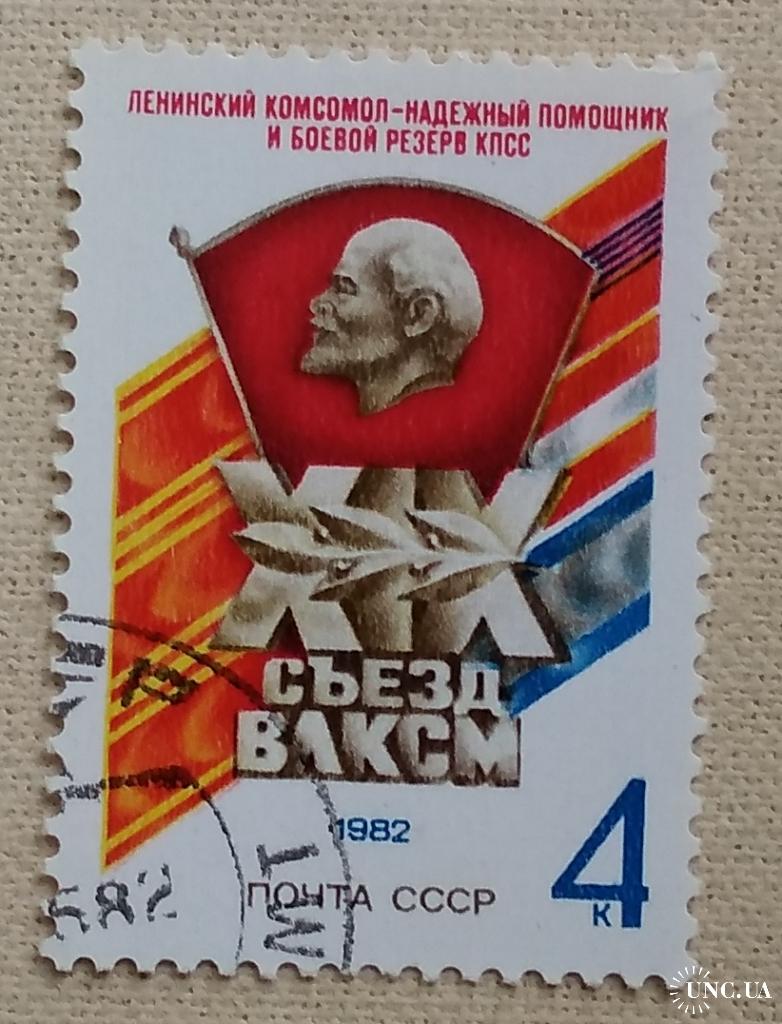 ЛЕНИНСКИЙ КОМСОМОЛ-НАДЕЖНЫЙ ПОМОЩНИК
И БОЕВОЙ РЕЗЕРВ КПСС
XIX
СЪЕЗД
ВЛКСМ
1982
ПОЧТА СССР
4
К
UNC.UA